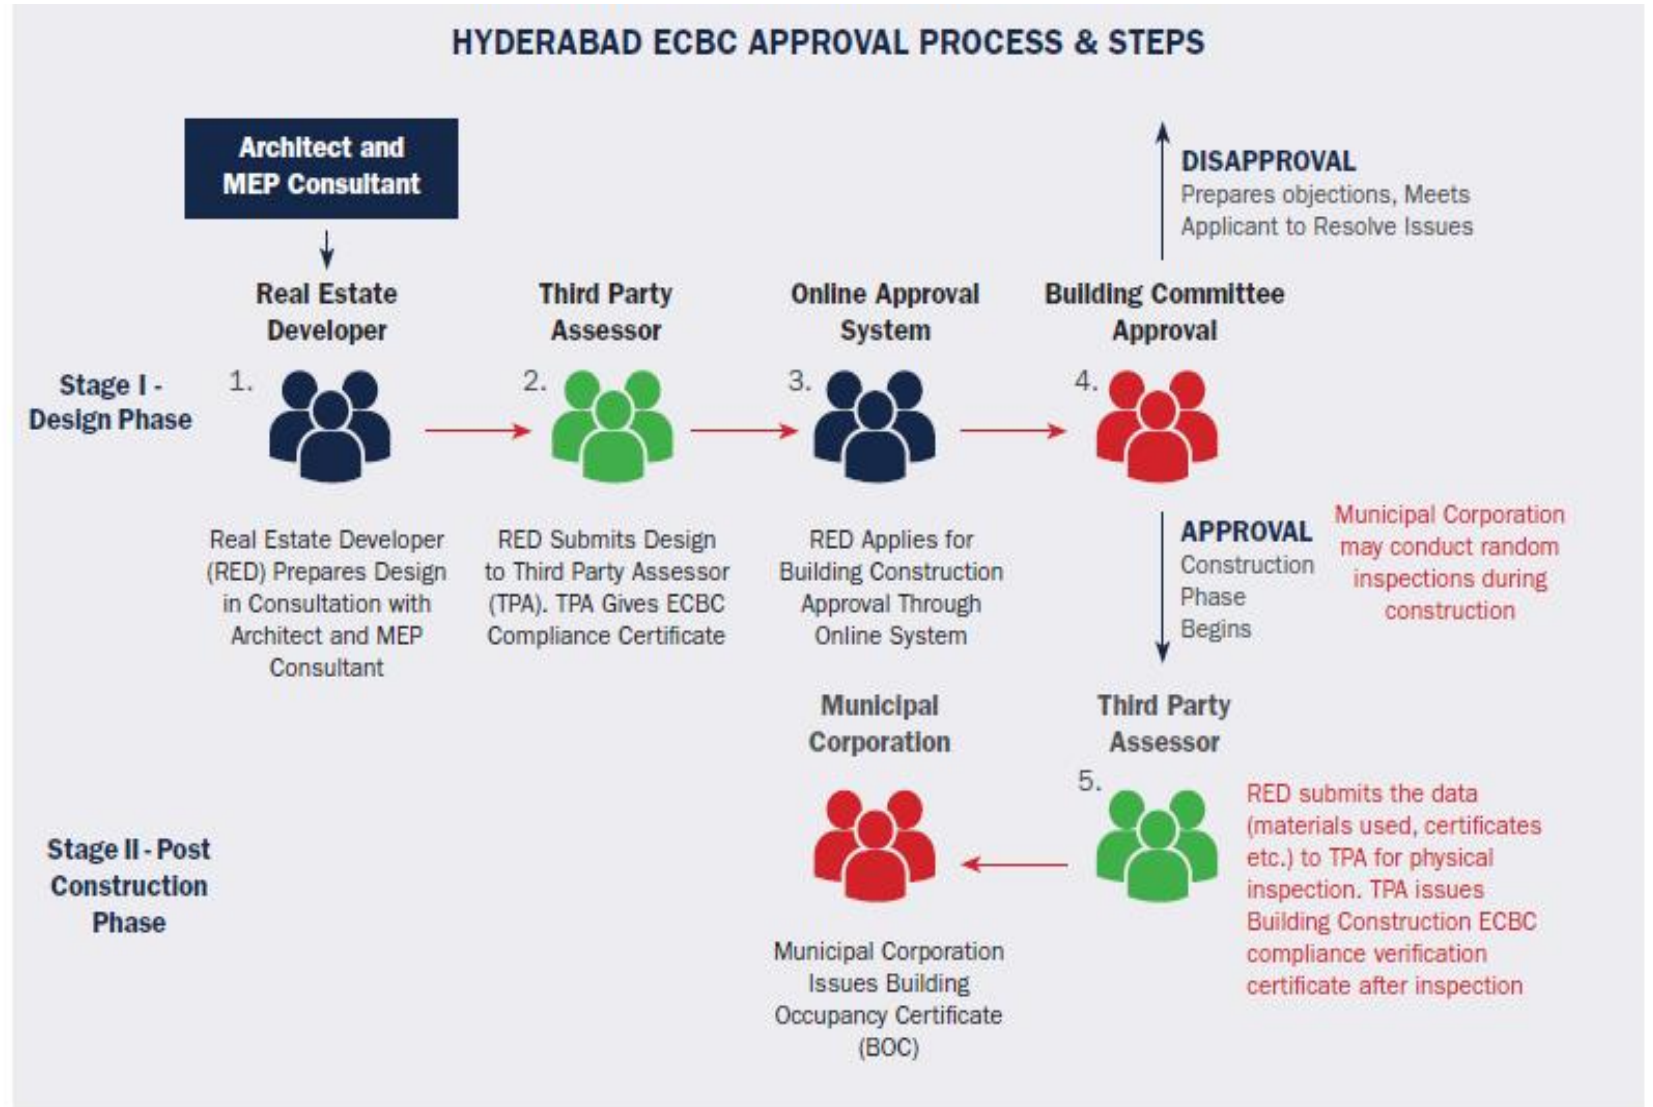 HYDERABAD ECBC APPROVAL PROCESS & STEPS
Architect and
MEP Consultant
DISAPPROVAL
Prepares objections, Meets
Applicant to Resolve Issues
Real Estate
Developer
Third Party
Assessor
Online Approval
System
Building Committee
Approval
Stage I -
Design Phase
1.
2.
3.
4.
Real Estate Developer
(RED) Prepares Design
in Consultation with
Architect and MEP
Consultant
RED Submits Design
to Third Party Assessor
(TPA). TPA Gives ECBC
Compliance Certificate
RED Applies for
Building Construction
Approval Through
Online System
APPROVAL
Construction
Phase
Begins
Municipal Corporation
may conduct random
inspections during
construction
Municipal
Corporation
Third Party
Assessor
Stage II - Post
Construction
Phase
5.
RED submits the data
(materials used, certificates
etc.) to TPA for physical
inspection. TPA issues
Building Construction ECBC
compliance verification
certificate after inspection
Municipal Corporation
Issues Building
Occupancy Certificate
(BOC)